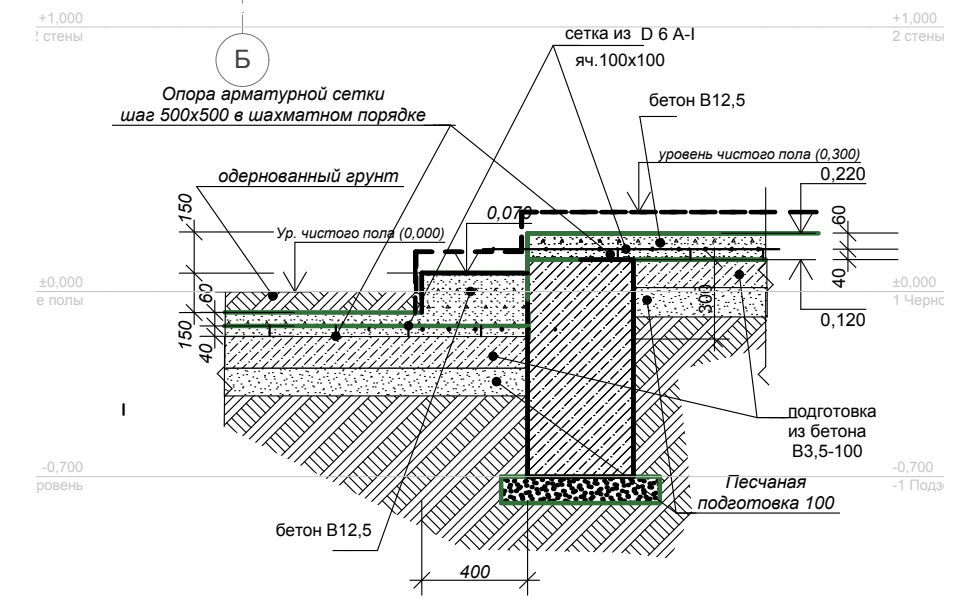 +1,000
2 стены
+1,000
2 стены
Б
сетка из D 6 А-I
яч.100х100
Опора арматурной сетки
шаг 500х500 в шахматном порядке
бетон В12,5
уровень чистого пола (0,300)
одернованный грунт
0,220
150
0,070
60
Ур. чистого пола (0,000)
±0,000
е полы
60
300
40
±0,000
1 Черно
150
40
0,120
I
подготовка
из бетона
В3,5-100
-0,700
ровень
-0,700
-1 Подз
Песчаная
подготовка 100
бетон В12,5
400